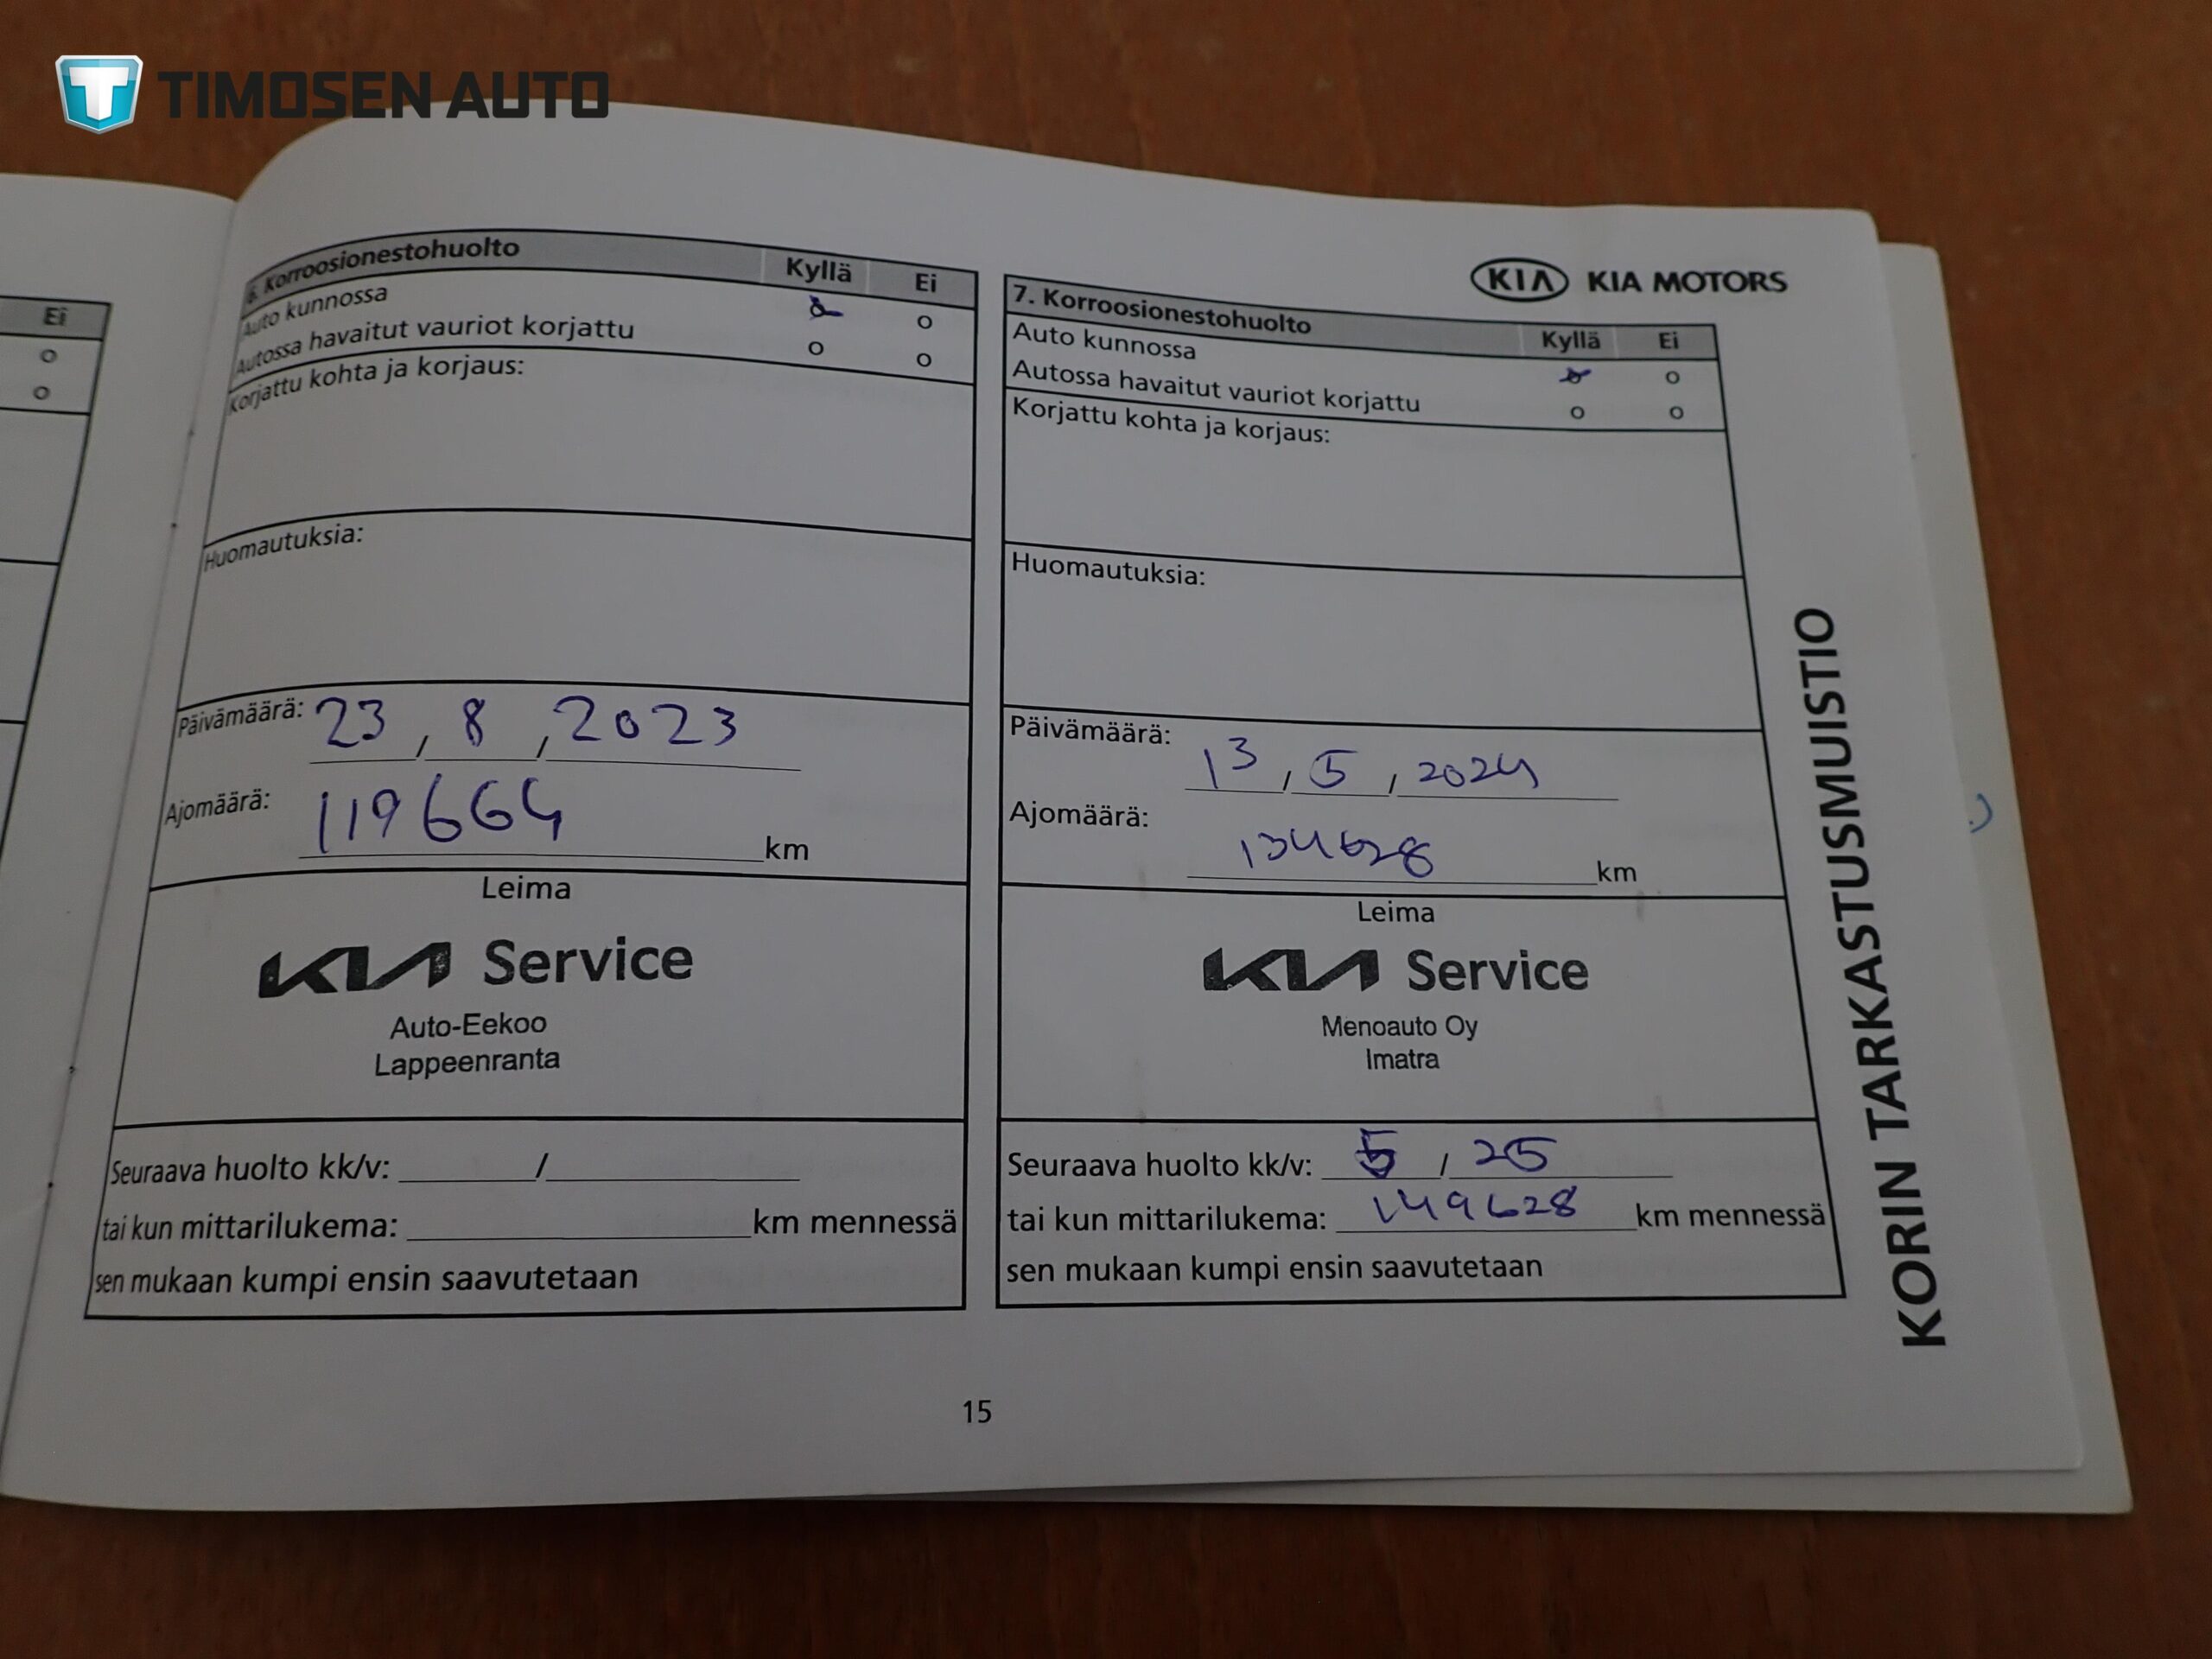 TIMOSEN AUTO
Ei
o
o
6. Korroosionestohuolto Kyllä Ei
Auto kunnossa o
Autossa havaitut vauriot korjattu o o
Korjattu kohta ja korjaus:
Huomautuksia:
Päivämäärä: 23 / 8 / 2023
Ajomäärä: 119664 km
Leima
KIA Service
Auto-Eekoo
Lappeenranta
Seuraava huolto kk/v: /
tai kun mittarilukema: km mennessä
sen mukaan kumpi ensin saavutetaan
KIA KIA MOTORS
7. Korroosionestohuolto Kyllä Ei
Auto kunnossa o
Autossa havaitut vauriot korjattu o o
Korjattu kohta ja korjaus:
Huomautuksia:
Päivämäärä: 13 / 5 / 2024
Ajomäärä: 134628 km
Leima
KIA Service
Menoauto Oy
Imatra
Seuraava huolto kk/v: 5 / 25
tai kun mittarilukema: 149628 km mennessä
sen mukaan kumpi ensin saavutetaan
KORIN TARKASTUSMUISTIO
15